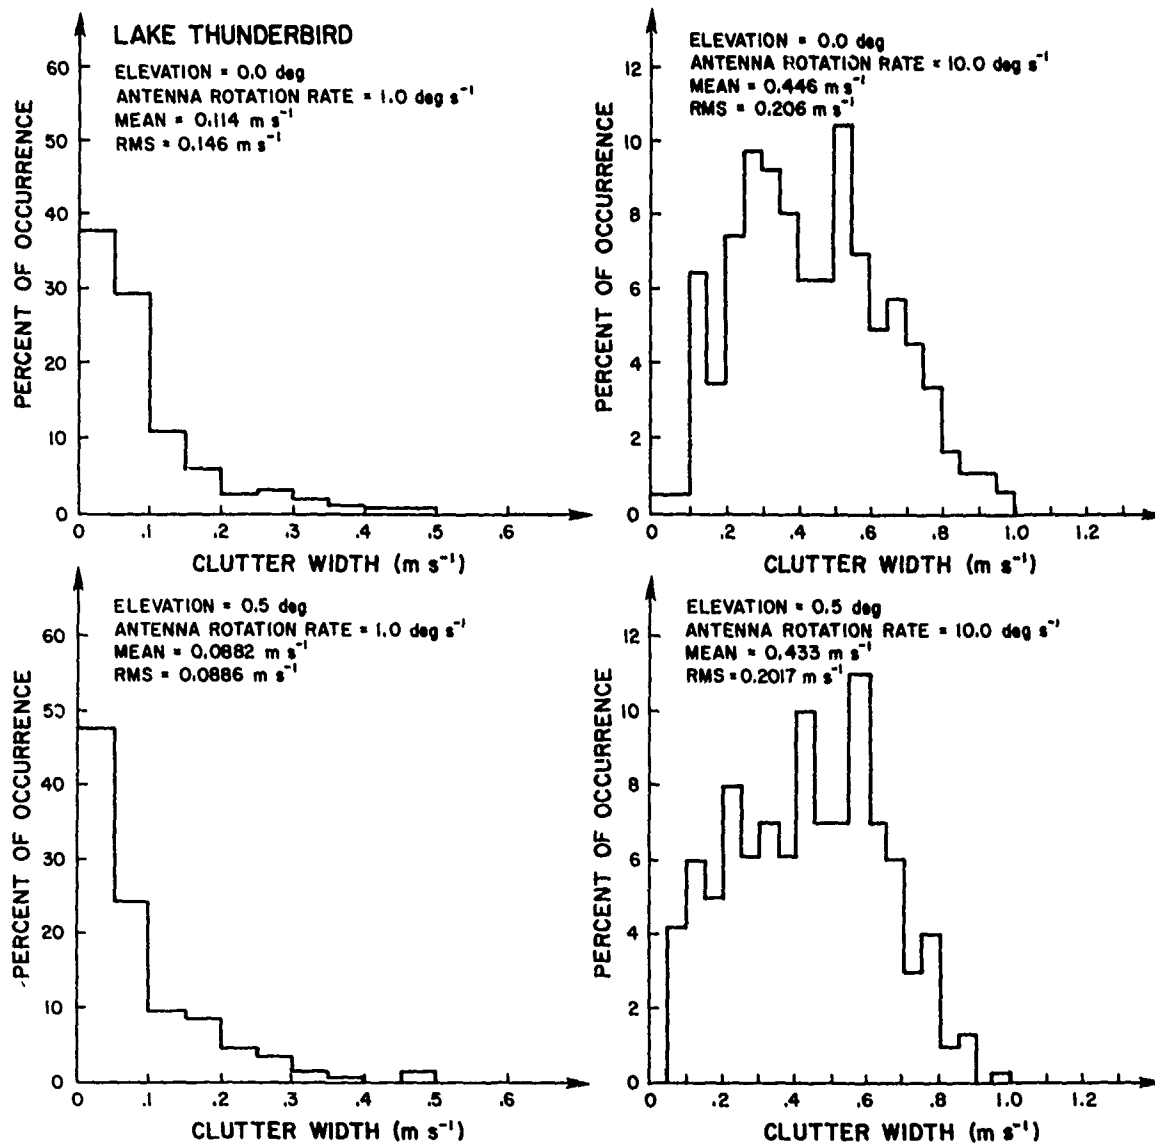 LAKE THUNDERBIRD
ELEVATION = 0.0 deg
ANTENNA ROTATION RATE = 1.0 deg s⁻¹
MEAN = 0.114 m s⁻¹
RMS = 0.146 m s⁻¹
PERCENT OF OCCURRENCE
60
50
40
30
20
10
0
0 .1 .2 .3 .4 .5 .6
CLUTTER WIDTH (m s⁻¹)
ELEVATION = 0.0 deg
ANTENNA ROTATION RATE = 10.0 deg s⁻¹
MEAN = 0.446 m s⁻¹
RMS = 0.206 m s⁻¹
PERCENT OF OCCURRENCE
12
10
8
6
4
2
0
0 .2 .4 .6 .8 1.0 1.2
CLUTTER WIDTH (m s⁻¹)
ELEVATION = 0.5 deg
ANTENNA ROTATION RATE = 1.0 deg s⁻¹
MEAN = 0.0882 m s⁻¹
RMS = 0.0886 m s⁻¹
PERCENT OF OCCURRENCE
60
50
40
30
20
10
0
0 .1 .2 .3 .4 .5 .6
CLUTTER WIDTH (m s⁻¹)
ELEVATION = 0.5 deg
ANTENNA ROTATION RATE = 10.0 deg s⁻¹
MEAN = 0.433 m s⁻¹
RMS = 0.2017 m s⁻¹
PERCENT OF OCCURRENCE
12
10
8
6
4
2
0
0 .2 .4 .6 .8 1.0 1.2
CLUTTER WIDTH (m s⁻¹)